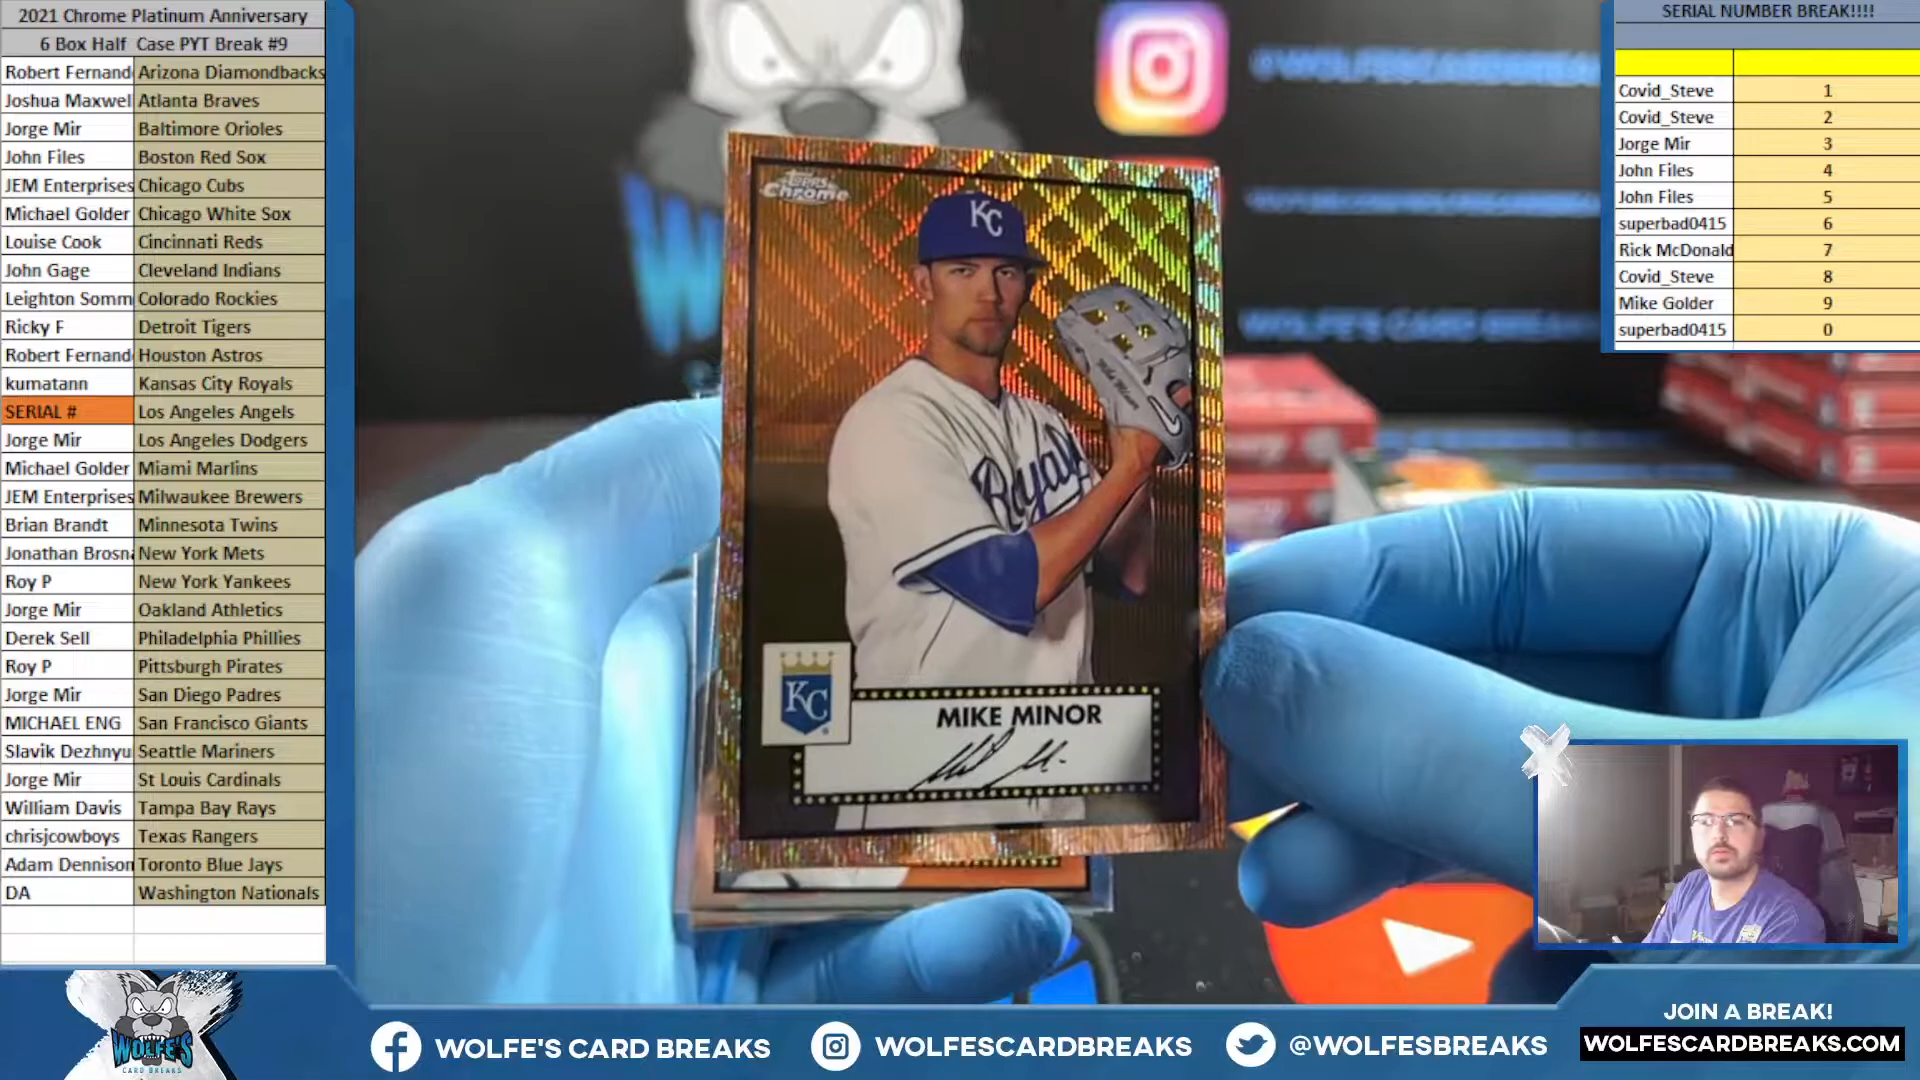 2021 Chrome Platinum Anniversary
6 Box Half Case PYT Break #9
Robert Fernand Arizona Diamondbacks
Joshua Maxwel Atlanta Braves
Jorge Mir Baltimore Orioles
John Files Boston Red Sox
JEM Enterprises Chicago Cubs
Michael Golder Chicago White Sox
Louise Cook Cincinnati Reds
John Gage Cleveland Indians
Leighton Somm Colorado Rockies
Ricky F Detroit Tigers
Robert Fernand Houston Astros
kumatann Kansas City Royals
SERIAL # Los Angeles Angels
Jorge Mir Los Angeles Dodgers
Michael Golder Miami Marlins
JEM Enterprises Milwaukee Brewers
Brian Brandt Minnesota Twins
Jonathan Brosna New York Mets
Roy P New York Yankees
Jorge Mir Oakland Athletics
Derek Sell Philadelphia Phillies
Roy P Pittsburgh Pirates
Jorge Mir San Diego Padres
MICHAEL ENG San Francisco Giants
Slavik Dezhnyu Seattle Mariners
Jorge Mir St Louis Cardinals
William Davis Tampa Bay Rays
chrisjcowboys Texas Rangers
Adam Dennison Toronto Blue Jays
DA Washington Nationals
SERIAL NUMBER BREAK!!!!
Covid_Steve 1
Covid_Steve 2
Jorge Mir 3
John Files 4
John Files 5
superbad0415 6
Rick McDonald 7
Covid_Steve 8
Mike Golder 9
superbad0415 0
@WOLFESCARDBREA
WOLFE'S CARD BREA
Topps
Chrome
KC
Royals
KC
MIKE MINOR
WOLFE'S
CARD BREAKS
WOLFE'S CARD BREAKS
WOLFESCARDBREAKS
@WOLFESBREAKS
JOIN A BREAK!
WOLFESCARDBREAKS.COM